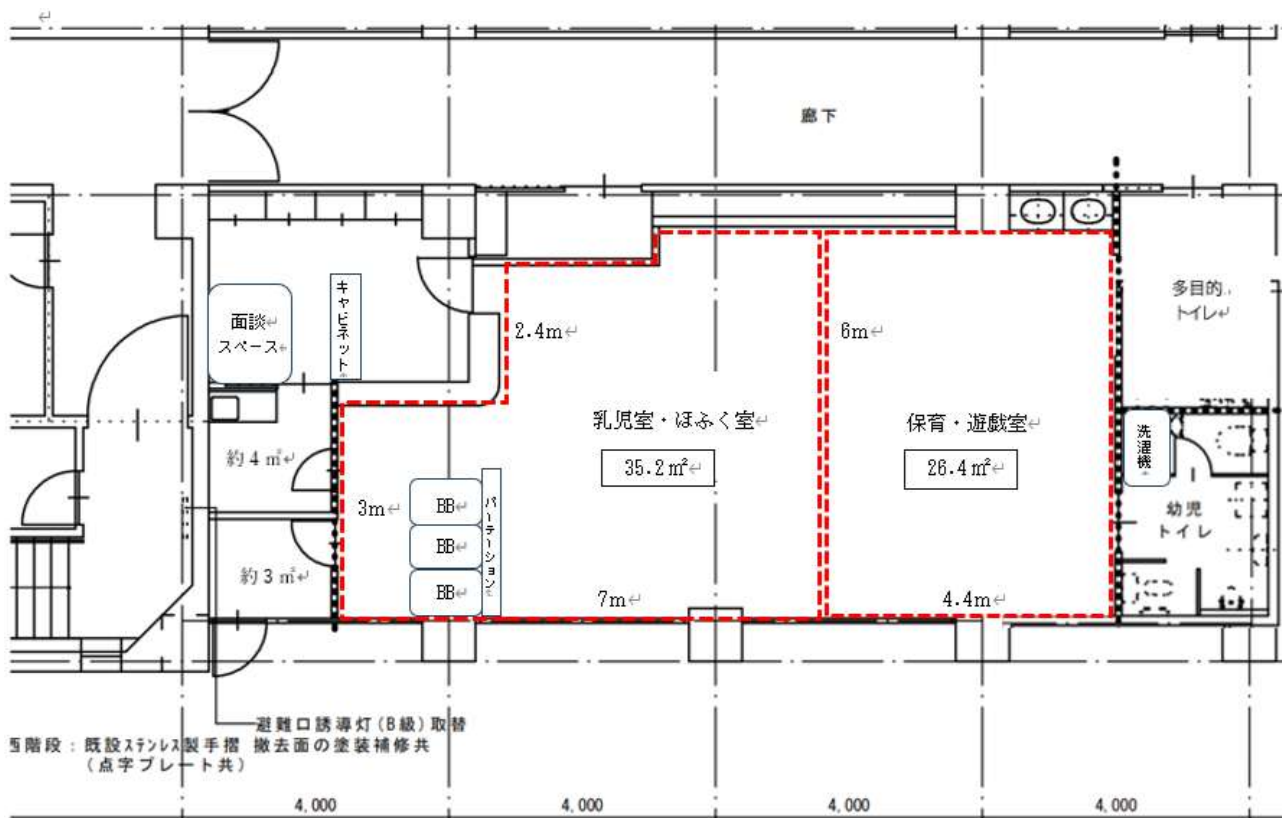 廊下
面談
スペース
キャビネット
2.4m
6m
多目的
トイレ
乳児室・ほふく室
35.2㎡
保育・遊戯室
26.4㎡
洗濯機
約4㎡
3m
BB
BB
BB
パーテーション
幼児
トイレ
約3㎡
7m
4.4m
避難口誘導灯(B級)取替
西階段:既設ステンレス製手摺 撤去面の塗装補修共
(点字プレート共)
4,000
4,000
4,000
4,000